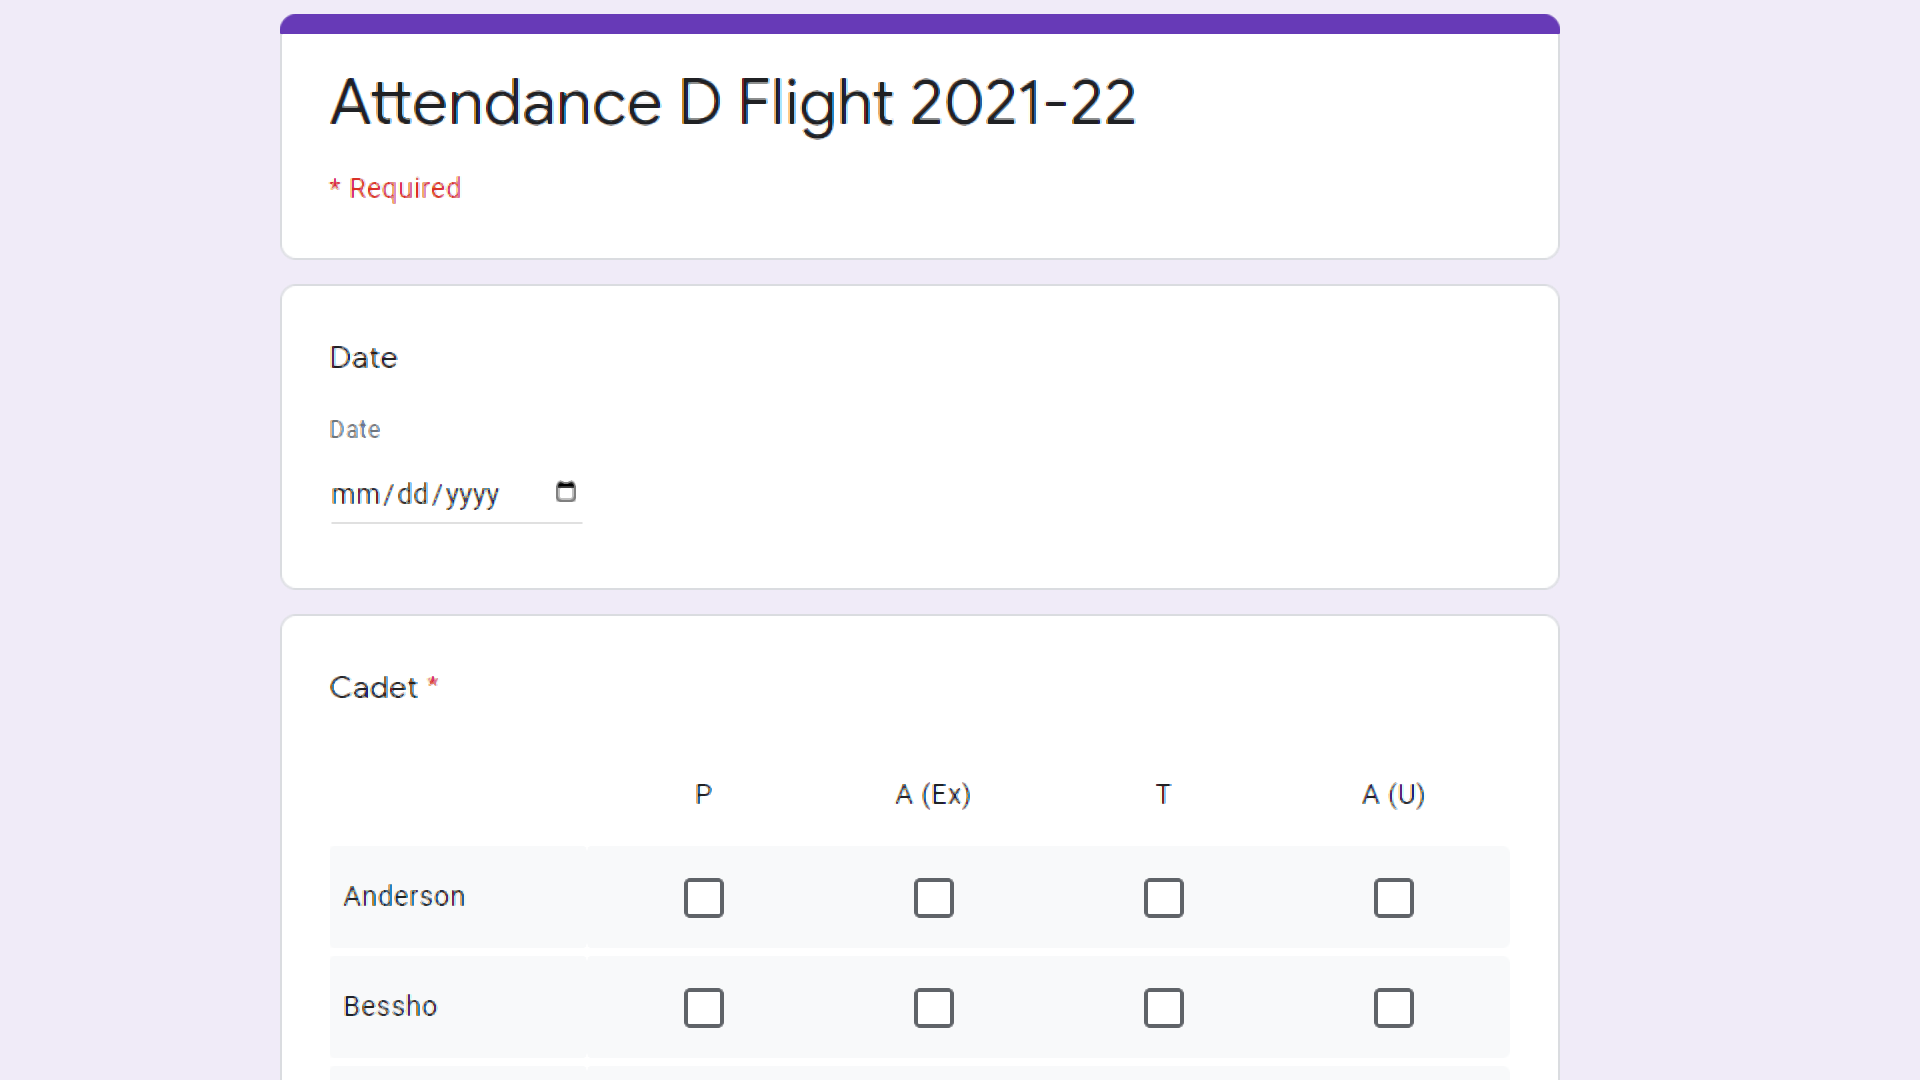 Attendance D Flight 2021-22
* Required
Date
Date
mm/dd/yyyy
Cadet *
P A (Ex) T A (U)
Anderson
Bessho